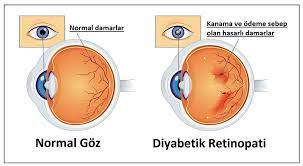 Normal damarlar
Kanama ve ödeme sebep
olan hasarlı damarlar
Normal Göz
Diyabetik Retinopati